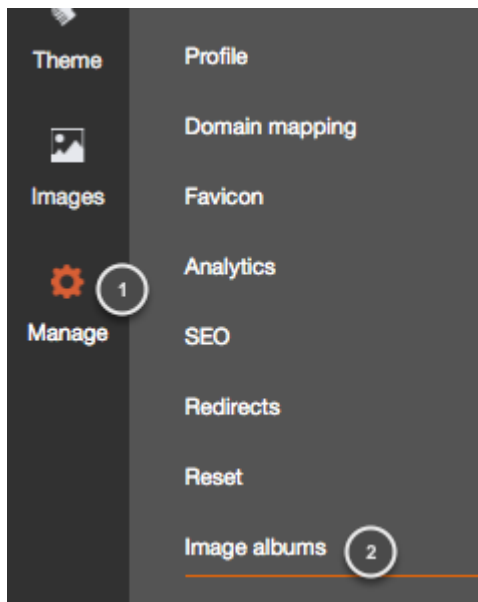 Theme
Images
Manage
1
Profile
Domain mapping
Favicon
Analytics
SEO
Redirects
Reset
Image albums
2